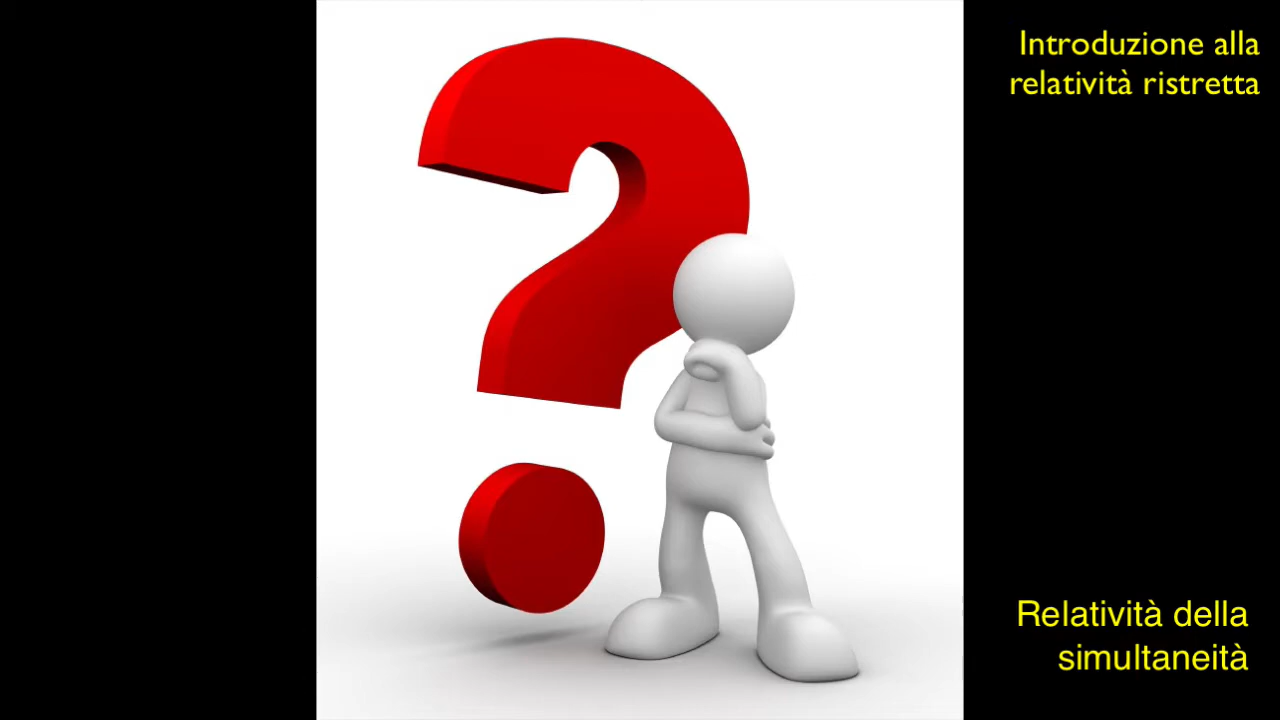 Introduzione alla
relatività ristretta
Relatività della
simultaneità